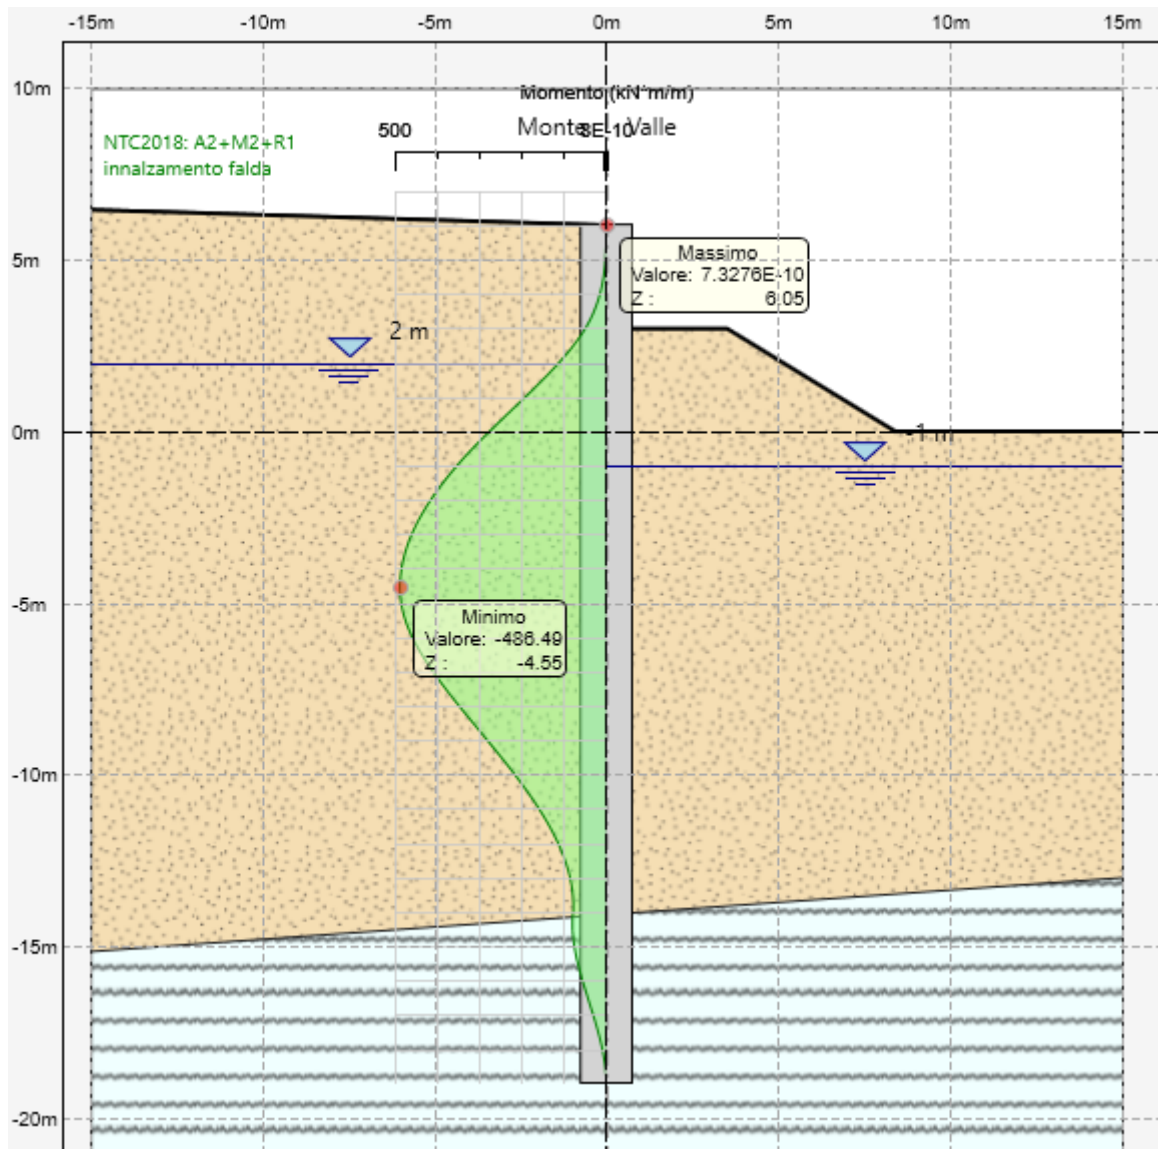 -15m -10m -5m 0m 5m 10m 15m
10m
Momento (kN*m/m)
500 8E-10
Monte Valle
NTC2018: A2+M2+R1
innalzamento falda
5m
Massimo
Valore: 7.3276E-10
Z : 6.05
2 m
0m
-1 m
-5m
Minimo
Valore: -486.49
Z : -4.55
-10m
-15m
-20m